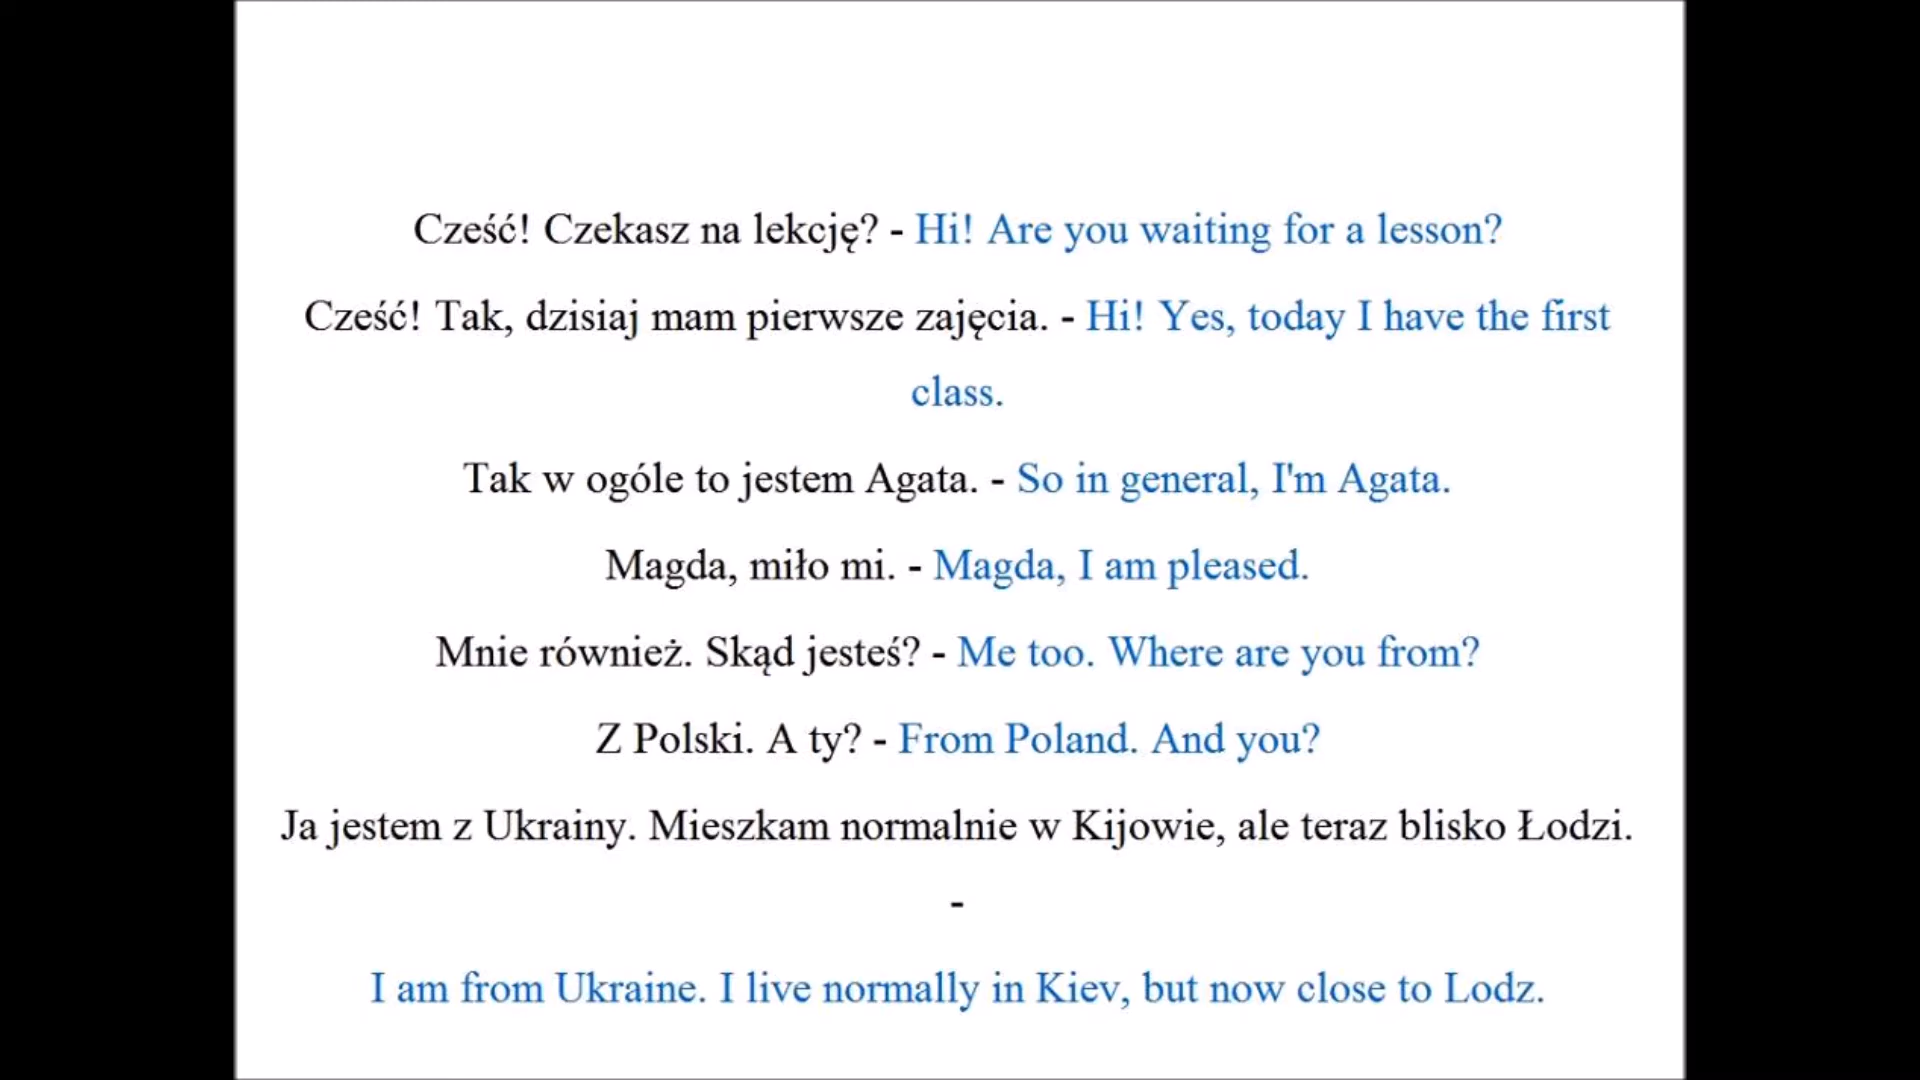 Cześć! Czekasz na lekcję? - Hi! Are you waiting for a lesson?
Cześć! Tak, dzisiaj mam pierwsze zajęcia. - Hi! Yes, today I have the first
class.
Tak w ogóle to jestem Agata. - So in general, I'm Agata.
Magda, miło mi. - Magda, I am pleased.
Mnie również. Skąd jesteś? - Me too. Where are you from?
Z Polski. A ty? - From Poland. And you?
Ja jestem z Ukrainy. Mieszkam normalnie w Kijowie, ale teraz blisko Łodzi.
-
I am from Ukraine. I live normally in Kiev, but now close to Lodz.